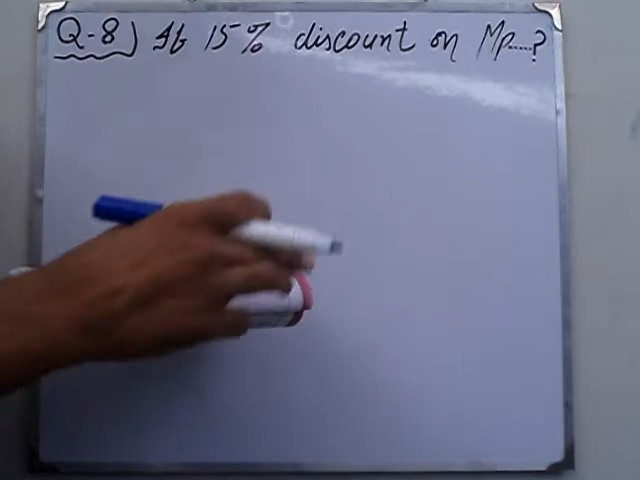 Q-8) If 15% discount on Mp.....?